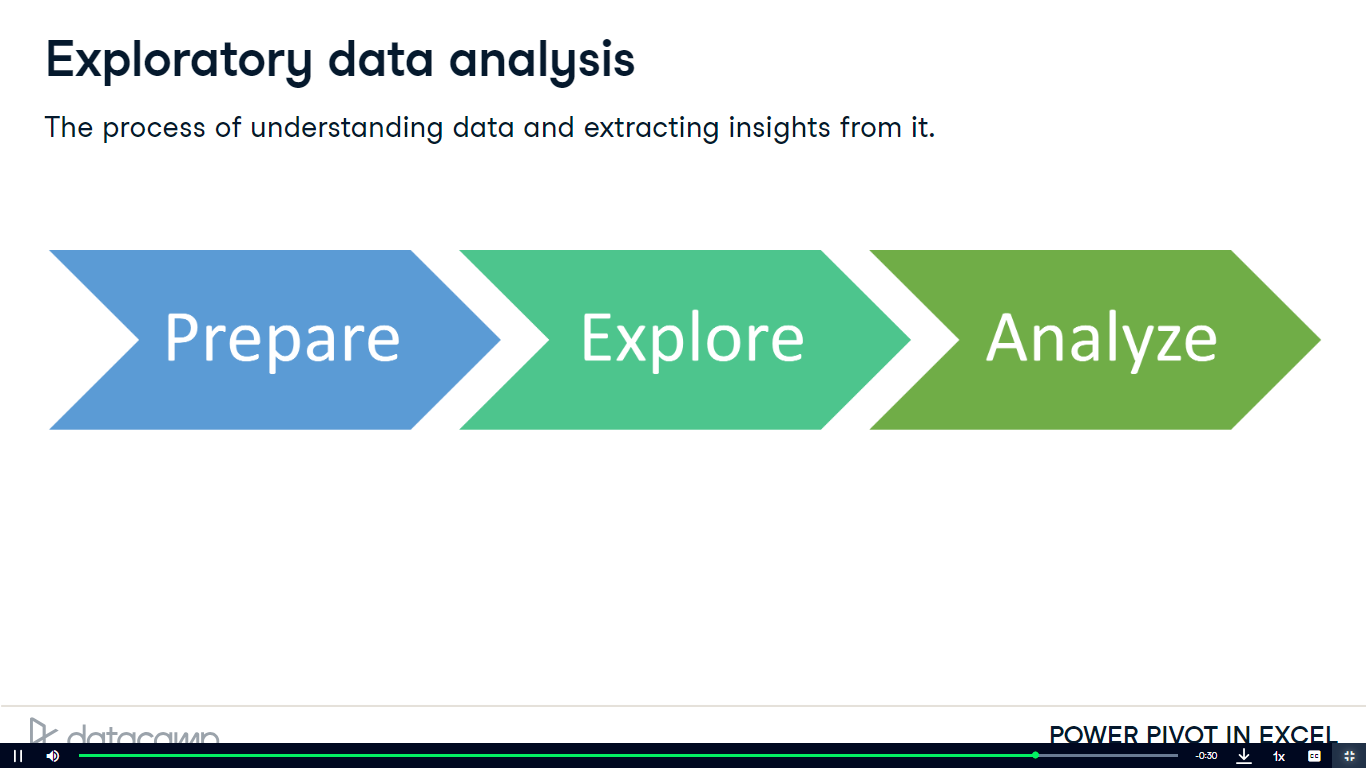 Exploratory data analysis
The process of understanding data and extracting insights from it.
Prepare
Explore
Analyze
datacamp
POWER PIVOT IN EXCEL
-0:30
1x
CC